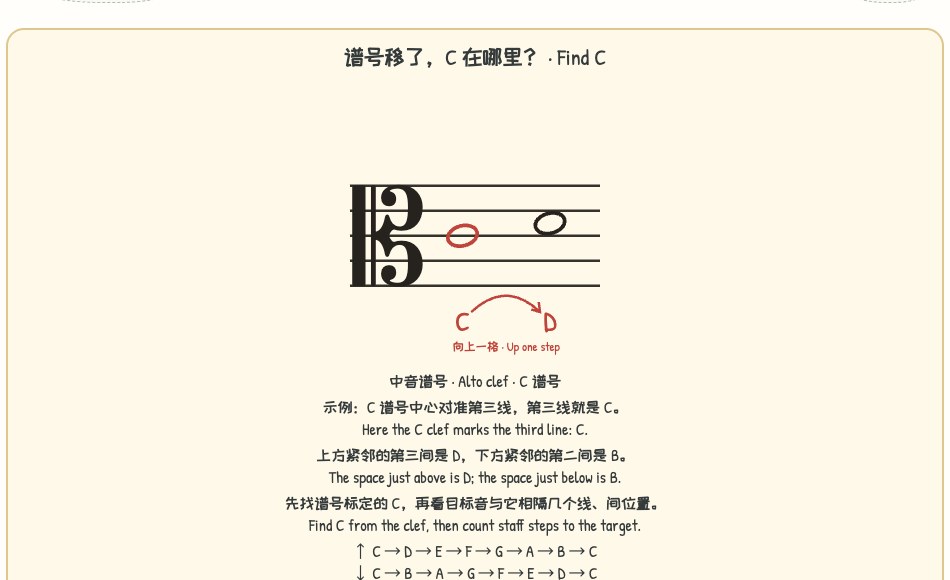 谱号移了，C 在哪里？ · Find C
C D
向上一格 · Up one step
中音谱号 · Alto clef · C 谱号
示例：C 谱号中心对准第三线，第三线就是 C。
Here the C clef marks the third line: C.
上方紧邻的第三间是 D，下方紧邻的第二间是 B。
The space just above is D; the space just below is B.
先找谱号标定的 C，再看目标音与它相隔几个线、间位置。
Find C from the clef, then count staff steps to the target.
↑ C → D → E → F → G → A → B → C
↓ C → B → A → G → F → E → D → C